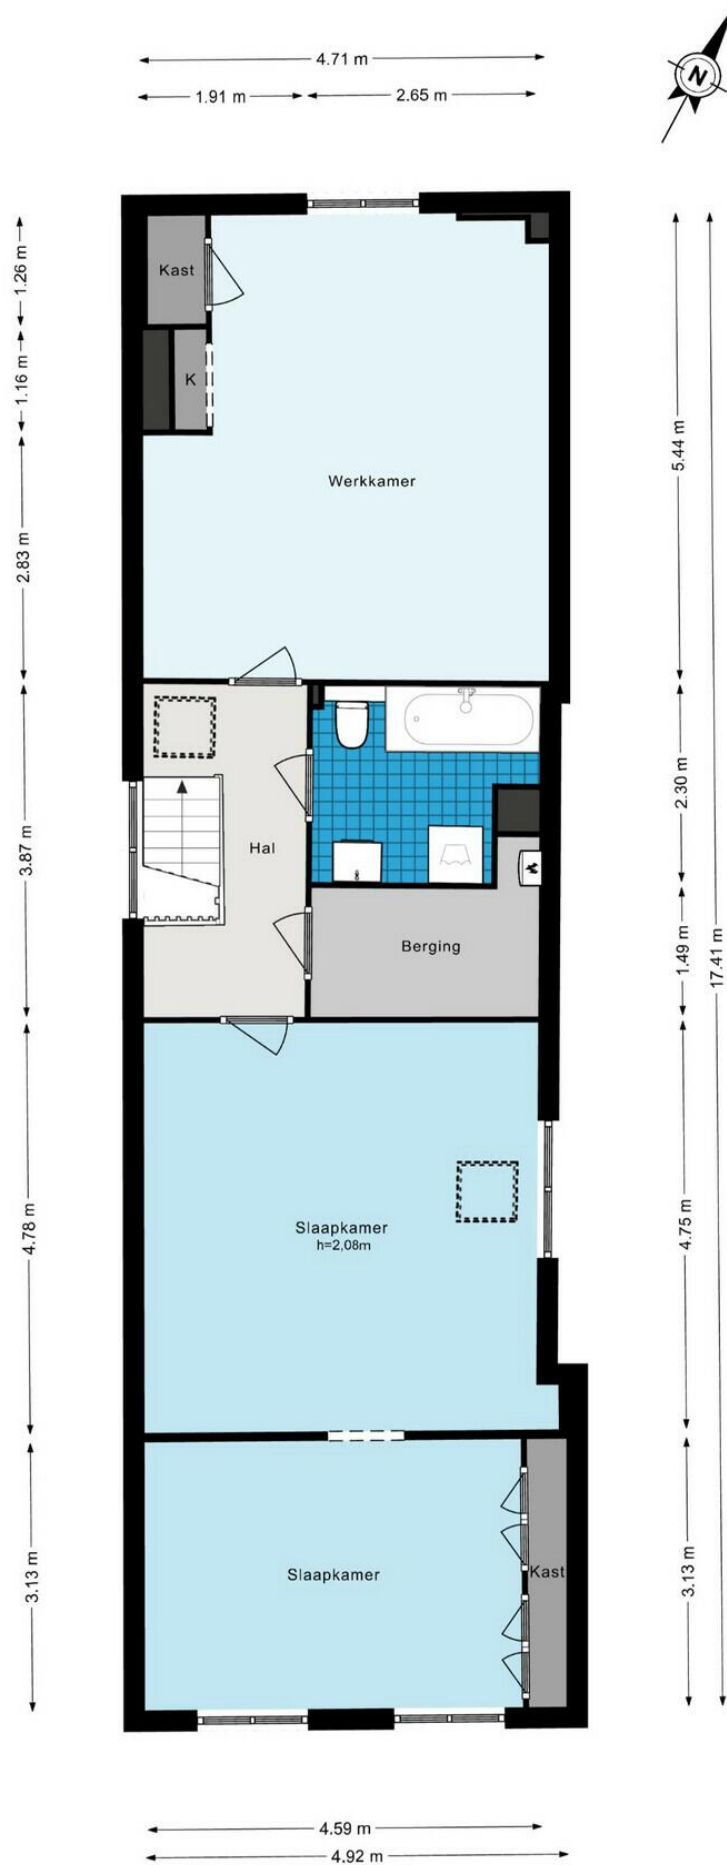 4.71 m
1.91 m
2.65 m
N
1.26 m
Kast
1.16 m
K
5.44 m
Werkkamer
2.83 m
2.30 m
3.87 m
Hal
Berging
1.49 m
17.41 m
4.78 m
Slaapkamer
h=2,08m
4.75 m
3.13 m
Slaapkamer
Kast
3.13 m
4.59 m
4.92 m